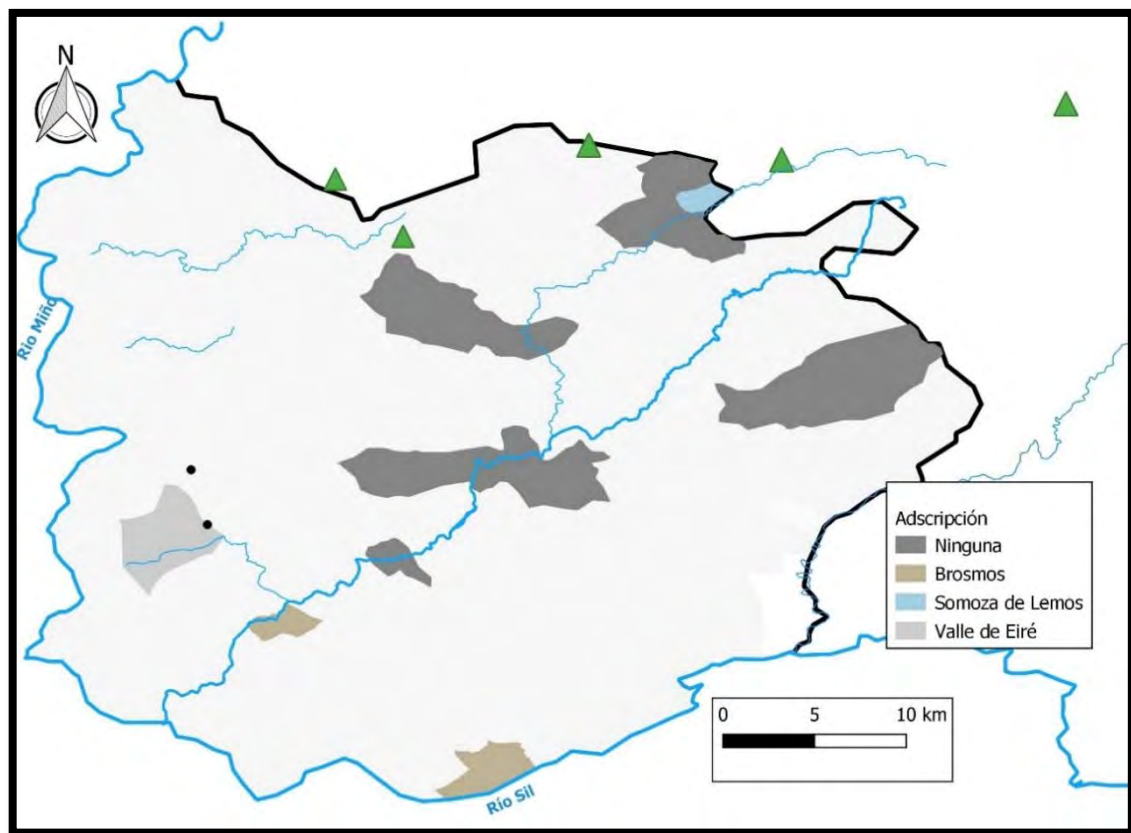 N
Río Miño
Adscripción
Ninguna
Brosmos
Somoza de Lemos
Valle de Eiré
0 5 10 km
Río Sil